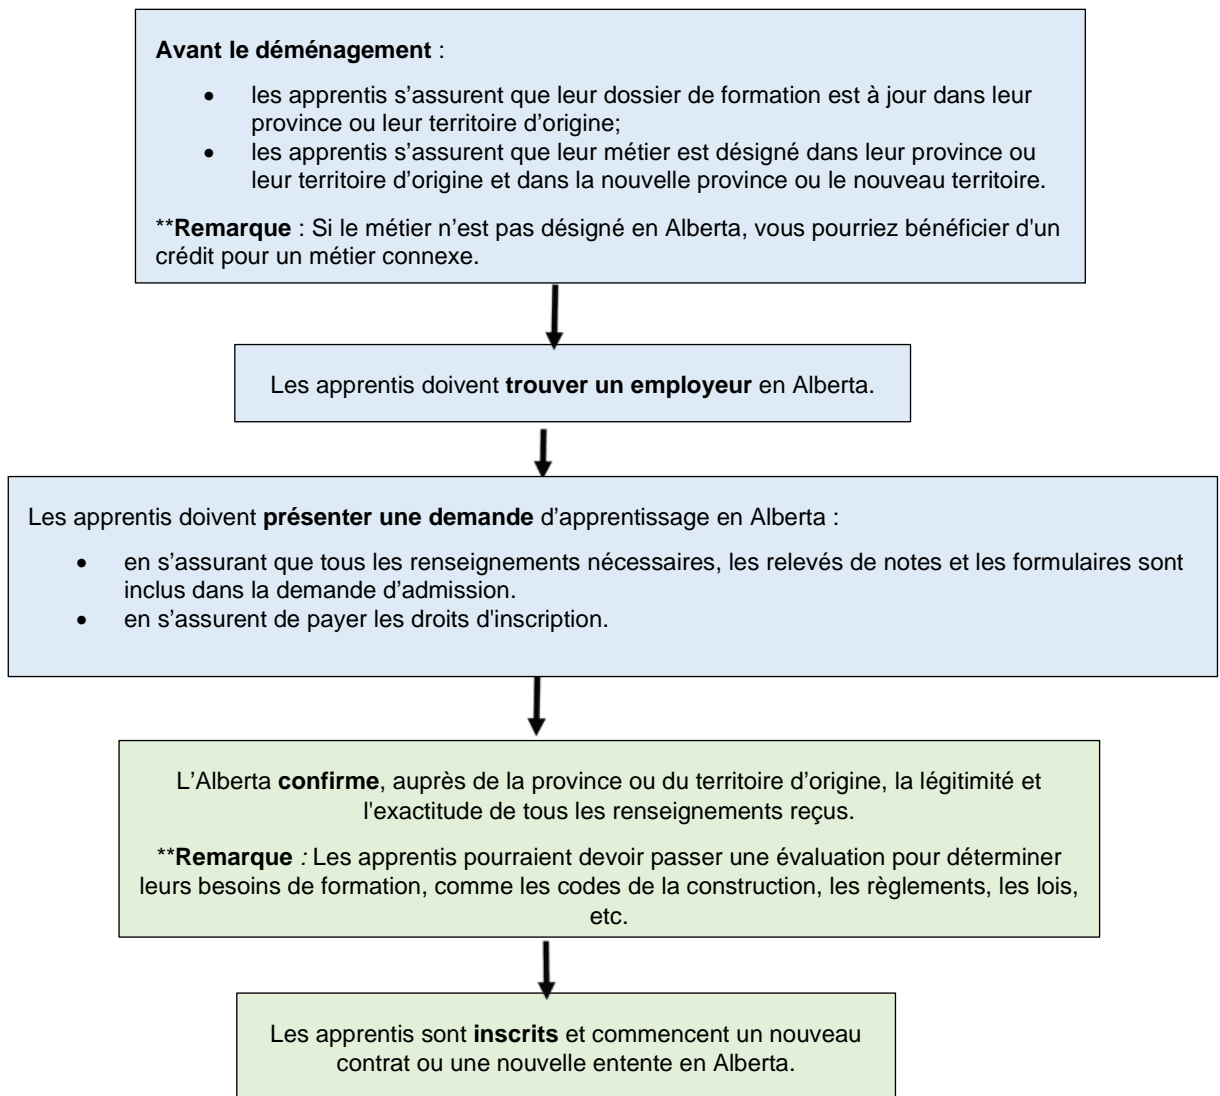 Avant le déménagement :
• les apprentis s’assurent que leur dossier de formation est à jour dans leur
province ou leur territoire d’origine;
• les apprentis s’assurent que leur métier est désigné dans leur province ou
leur territoire d’origine et dans la nouvelle province ou le nouveau territoire.
**Remarque : Si le métier n’est pas désigné en Alberta, vous pourriez bénéficier d'un
crédit pour un métier connexe.
Les apprentis doivent trouver un employeur en Alberta.
Les apprentis doivent présenter une demande d’apprentissage en Alberta :
• en s’assurant que tous les renseignements nécessaires, les relevés de notes et les formulaires sont
inclus dans la demande d’admission.
• en s’assurent de payer les droits d'inscription.
L’Alberta confirme, auprès de la province ou du territoire d’origine, la légitimité et
l'exactitude de tous les renseignements reçus.
**Remarque : Les apprentis pourraient devoir passer une évaluation pour déterminer
leurs besoins de formation, comme les codes de la construction, les règlements, les lois,
etc.
Les apprentis sont inscrits et commencent un nouveau
contrat ou une nouvelle entente en Alberta.